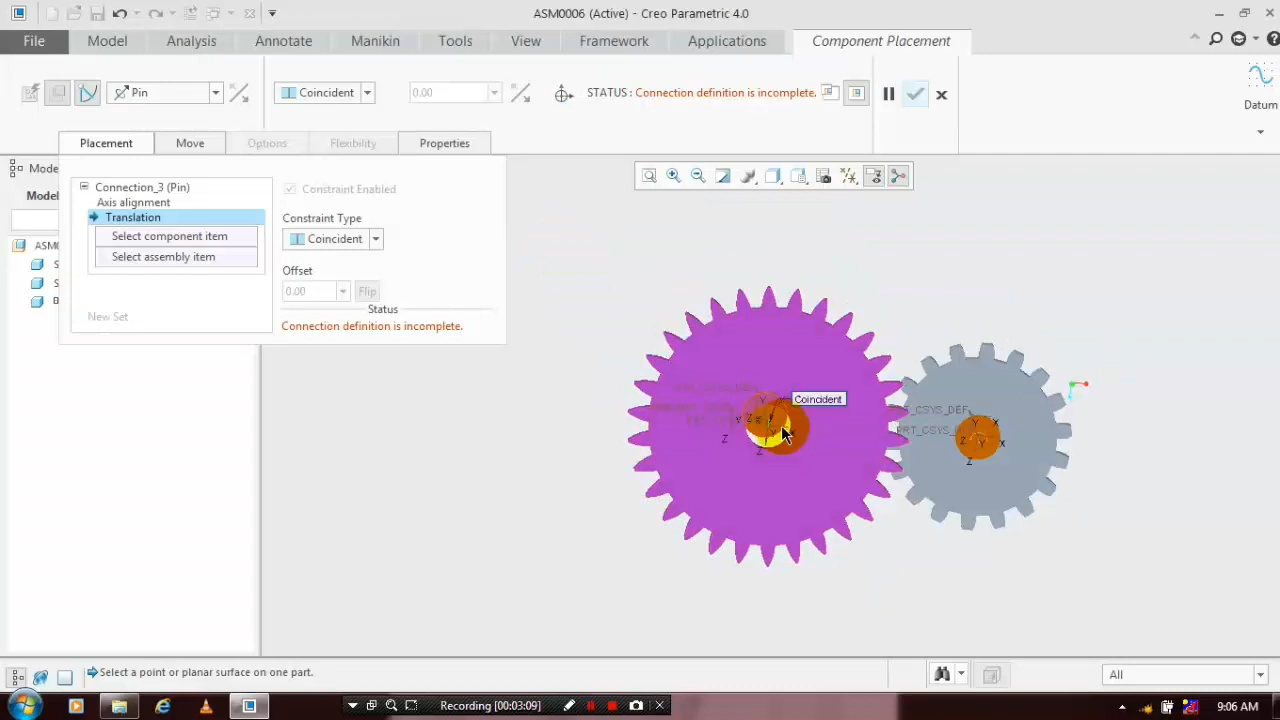 ASM0006 (Active) - Creo Parametric 4.0
File Model Analysis Annotate Manikin Tools View Framework Applications Component Placement
Pin Coincident 0.00 STATUS: Connection definition is incomplete.
Datum
Placement Move Options Flexibility Properties
Mode
Connection_3 (Pin) Constraint Enabled
Mode
Axis alignment
Translation Constraint Type
Select component item Coincident
ASM0
Select assembly item
S
Offset
S
0.00 Flip
Status
New Set Connection definition is incomplete.
Coincident
PRT_CSYS_DEF
Select a point or planar surface on one part. All
Recording [00:03:09] 9:06 AM